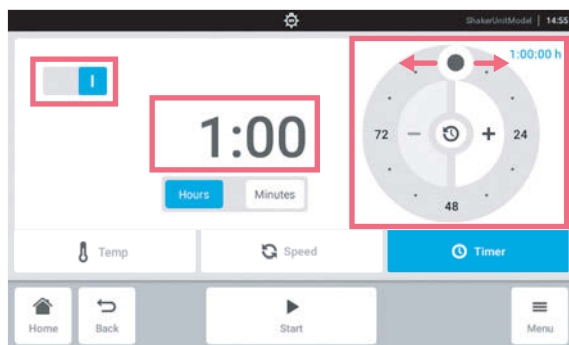 ShakerUnitModel | 14:55
1:00:00 h
I
1:00
72
24
48
Hours Minutes
Temp Speed Timer
Home Back Start Menu